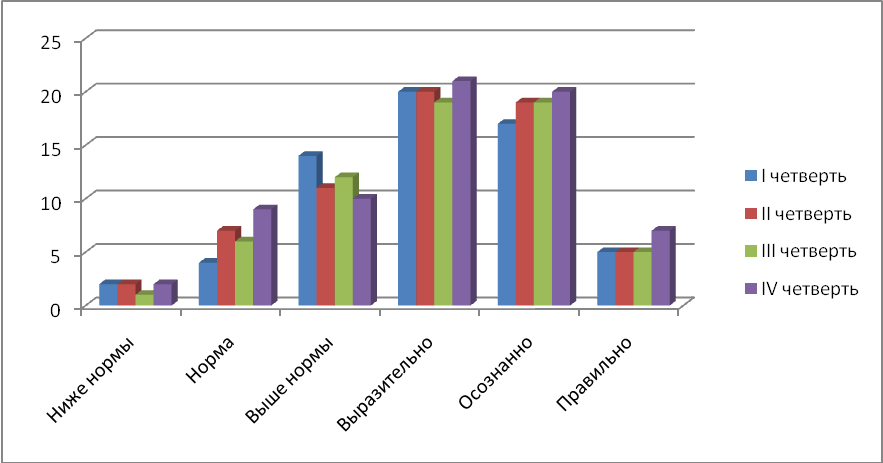 25
20
15
10
5
0
Ниже нормы
Норма
Выше нормы
Выразительно
Осознанно
Правильно
I четверть
II четверть
III четверть
IV четверть